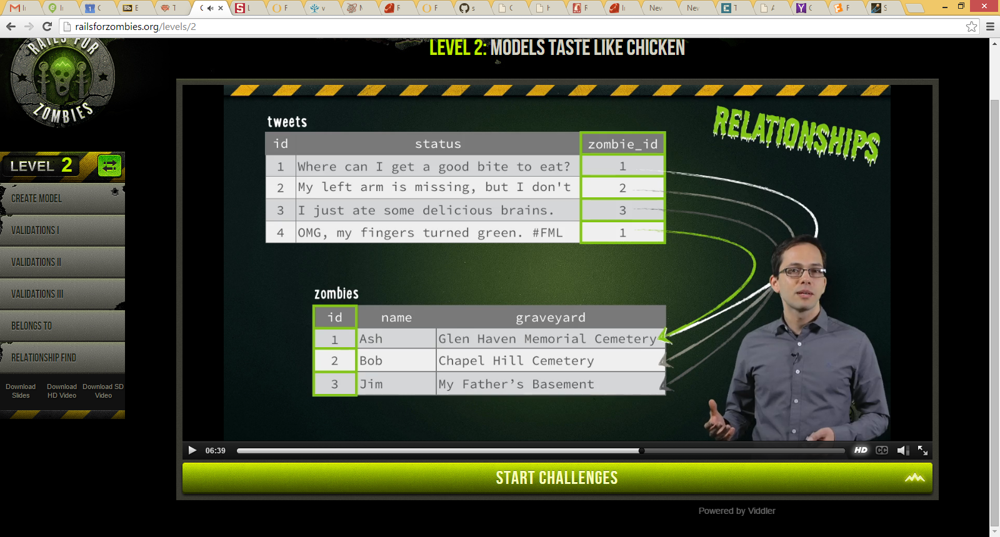 railsforzombies.org/levels/2
RAILS FOR
ZOMBIES
LEVEL 2: MODELS TASTE LIKE CHICKEN
LEVEL 2
CREATE MODEL
VALIDATIONS I
VALIDATIONS II
VALIDATIONS III
BELONGS TO
RELATIONSHIP FIND
Download Slides
Download HD Video
Download SD Video
RELATIONSHIPS
tweets
id status zombie_id
1 Where can I get a good bite to eat? 1
2 My left arm is missing, but I don't 2
3 I just ate some delicious brains. 3
4 OMG, my fingers turned green. #FML 1
zombies
id name graveyard
1 Ash Glen Haven Memorial Cemetery
2 Bob Chapel Hill Cemetery
3 Jim My Father’s Basement
06:39
HD CC
START CHALLENGES
Powered by Viddler